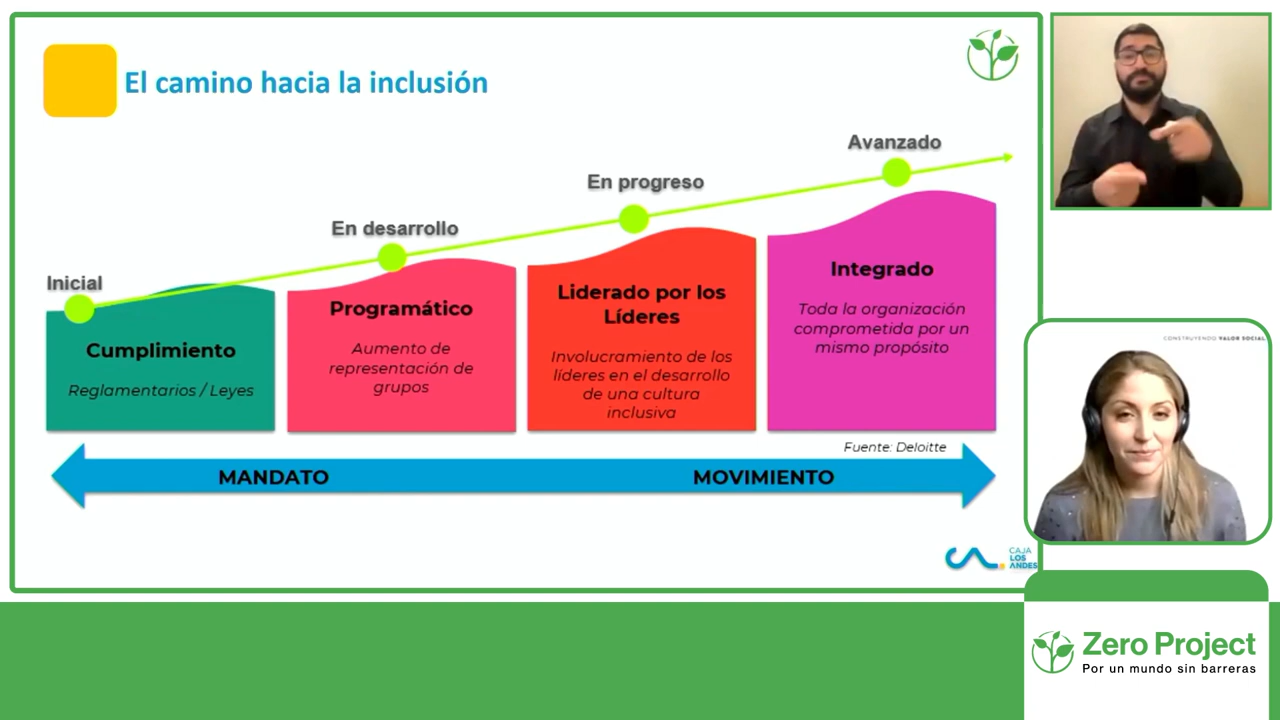 El camino hacia la inclusión
Inicial
En desarrollo
En progreso
Avanzado
Cumplimiento
Reglamentarios / Leyes
Programático
Aumento de
representación de
grupos
Liderado por los
Líderes
Involucramiento de los
líderes en el desarrollo
de una cultura
inclusiva
Integrado
Toda la organización
comprometida por un
mismo propósito
Fuente: Deloitte
MANDATO
MOVIMIENTO
CAJA
LOS
ANDES
CONSTRUYENDO VALOR SOCIAL
Zero Project
Por un mundo sin barreras